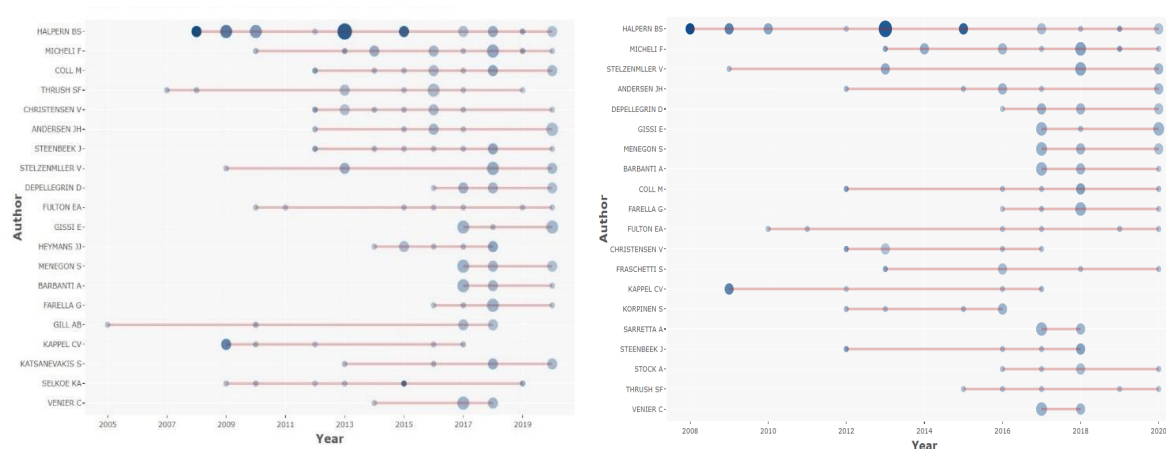 HALPERN BS
MICHELI F
COLL M
THRUSH SF
CHRISTENSEN V
ANDERSEN JH
STEENBEEK J
STELZENMLLER V
DEPELLEGRIN D
FULTON EA
GISSI E
HEYMANS JJ
MENEGON S
BARBANTI A
FARELLA G
GILL AB
KAPPEL CV
KATSANEVAKIS S
SELKOE KA
VENIER C
Author
2005 2007 2009 2011 2012 2013 2015 2017 2019
Year
HALPERN BS
MICHELI F
STELZENMLLER V
ANDERSEN JH
DEPELLEGRIN D
GISSI E
MENEGON S
BARBANTI A
COLL M
FARELLA G
FULTON EA
CHRISTENSEN V
FRASCHETTI S
KAPPEL CV
KORPINEN S
SARRETTA A
STEENBEEK J
STOCK A
THRUSH SF
VENIER C
Author
2008 2010 2012 2014 2016 2018 2020
Year